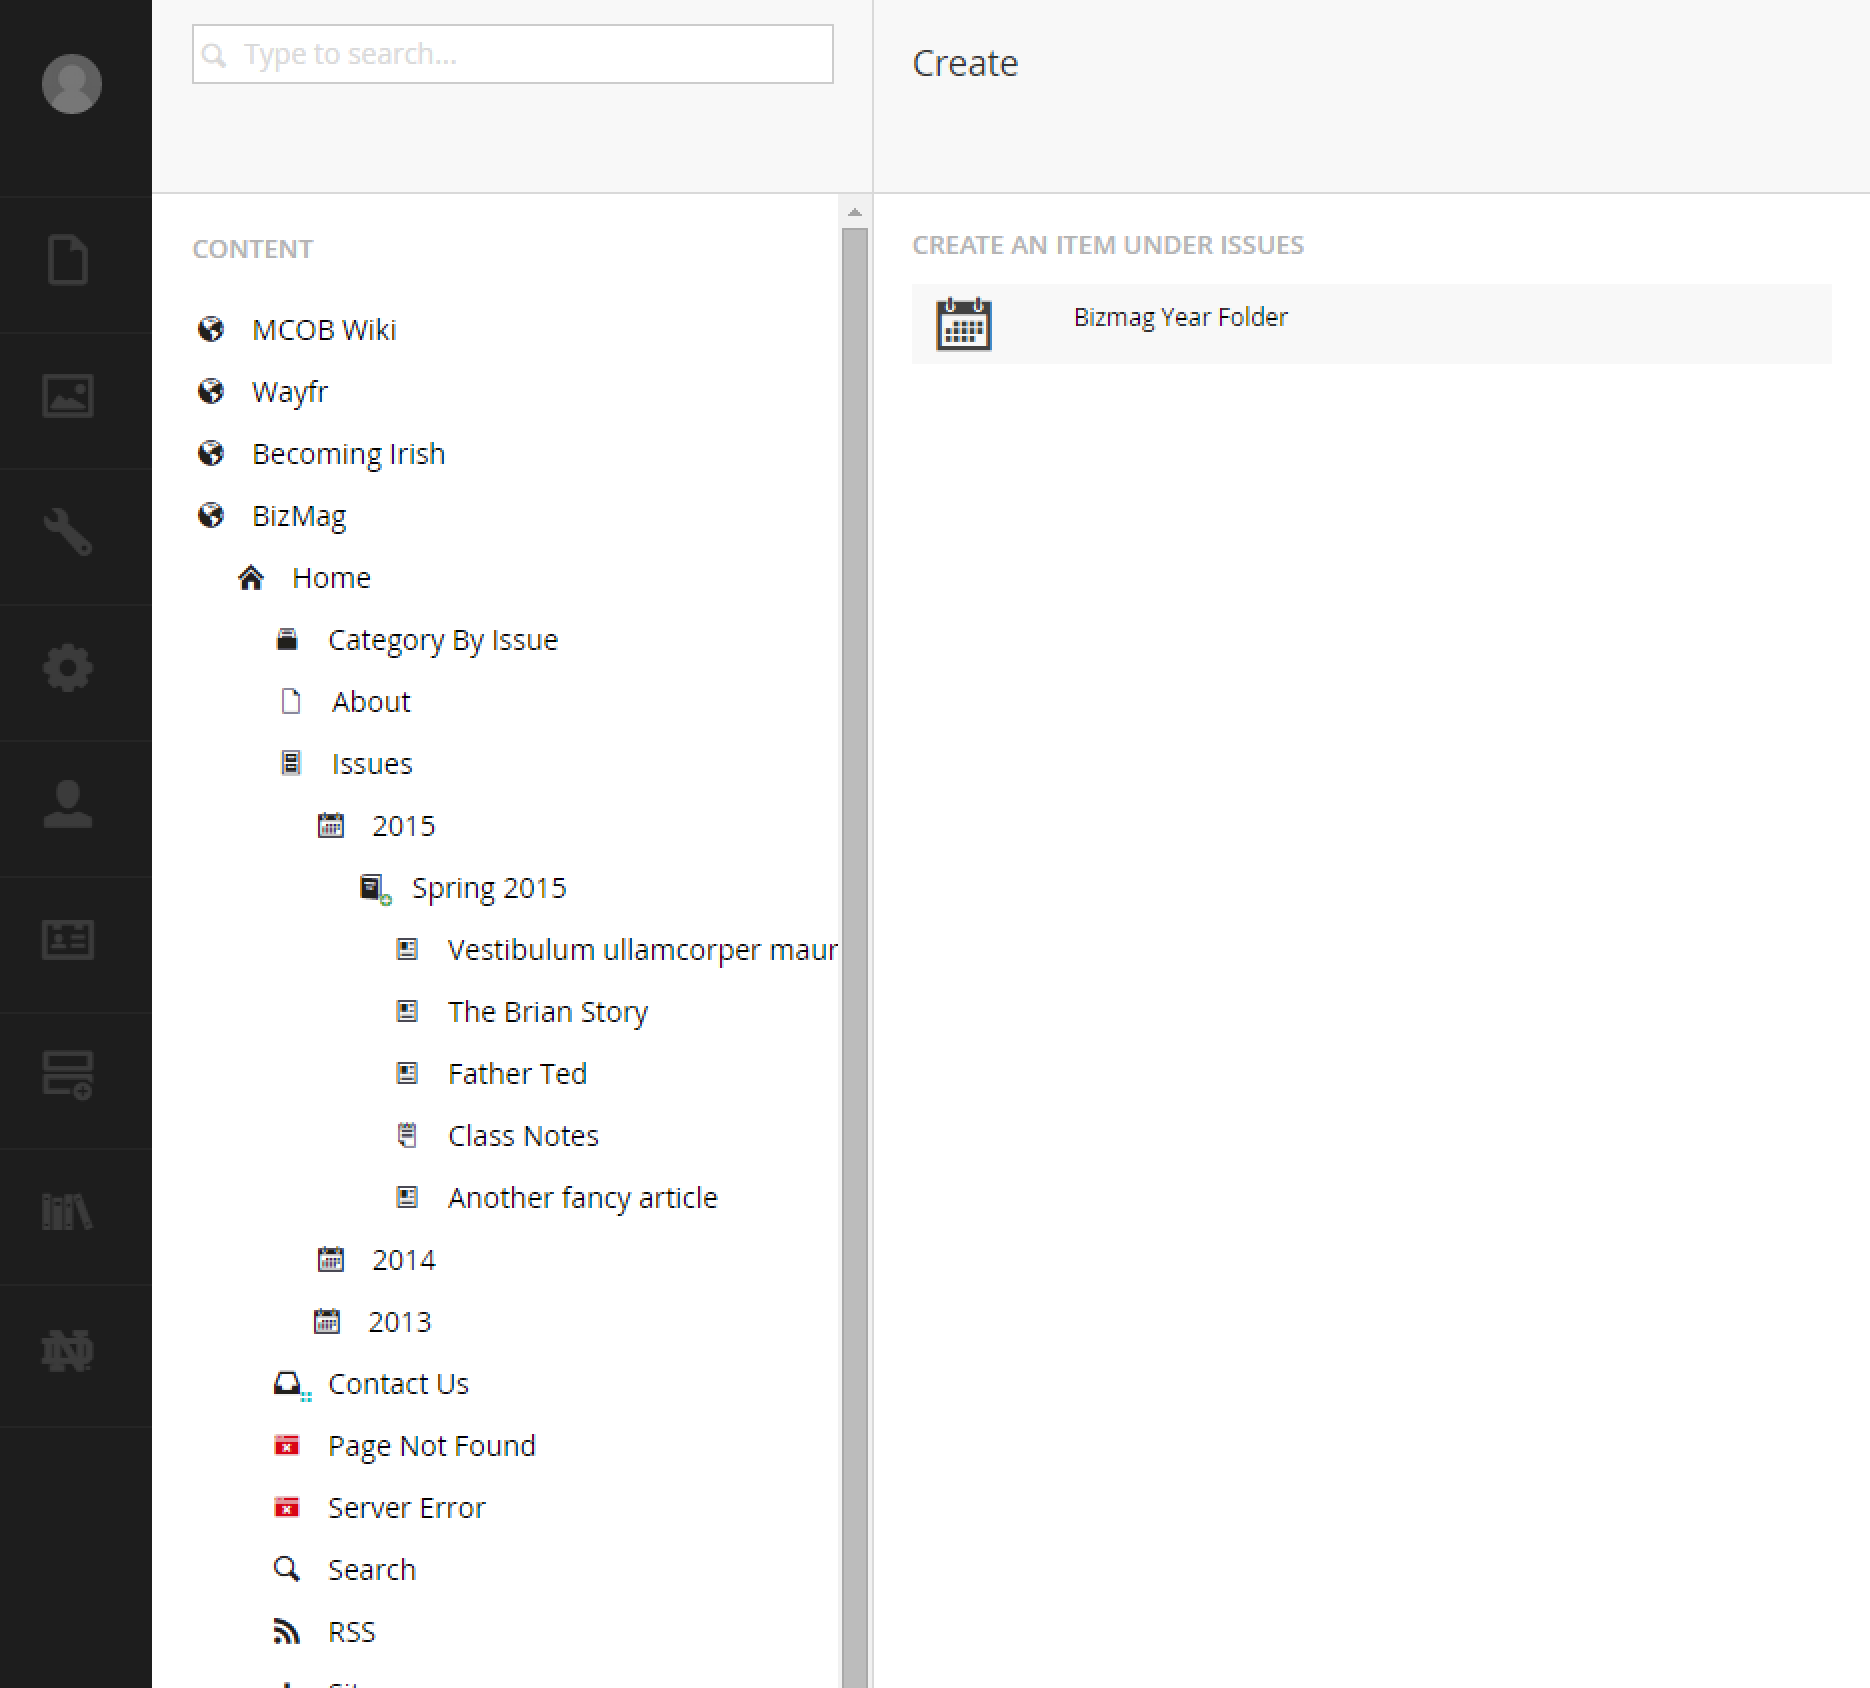 Type to search...
Create
CONTENT
MCOB Wiki
Wayfr
Becoming Irish
BizMag
Home
Category By Issue
About
Issues
2015
Spring 2015
Vestibulum ullamcorper maur
The Brian Story
Father Ted
Class Notes
Another fancy article
2014
2013
Contact Us
Page Not Found
Server Error
Search
RSS
CREATE AN ITEM UNDER ISSUES
Bizmag Year Folder